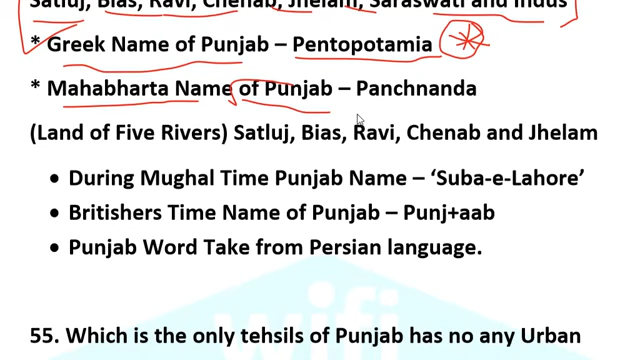 Satluj, Bias, Ravi, Chenab, Jhelam, Saraswati and Indus
* Greek Name of Punjab – Pentopotamia
* Mahabharta Name of Punjab – Panchnanda
(Land of Five Rivers) Satluj, Bias, Ravi, Chenab and Jhelam
• During Mughal Time Punjab Name – ‘Suba-e-Lahore’
• Britishers Time Name of Punjab – Punj+aab
• Punjab Word Take from Persian language.
wifi
55. Which is the only tehsils of Punjab has no any Urban